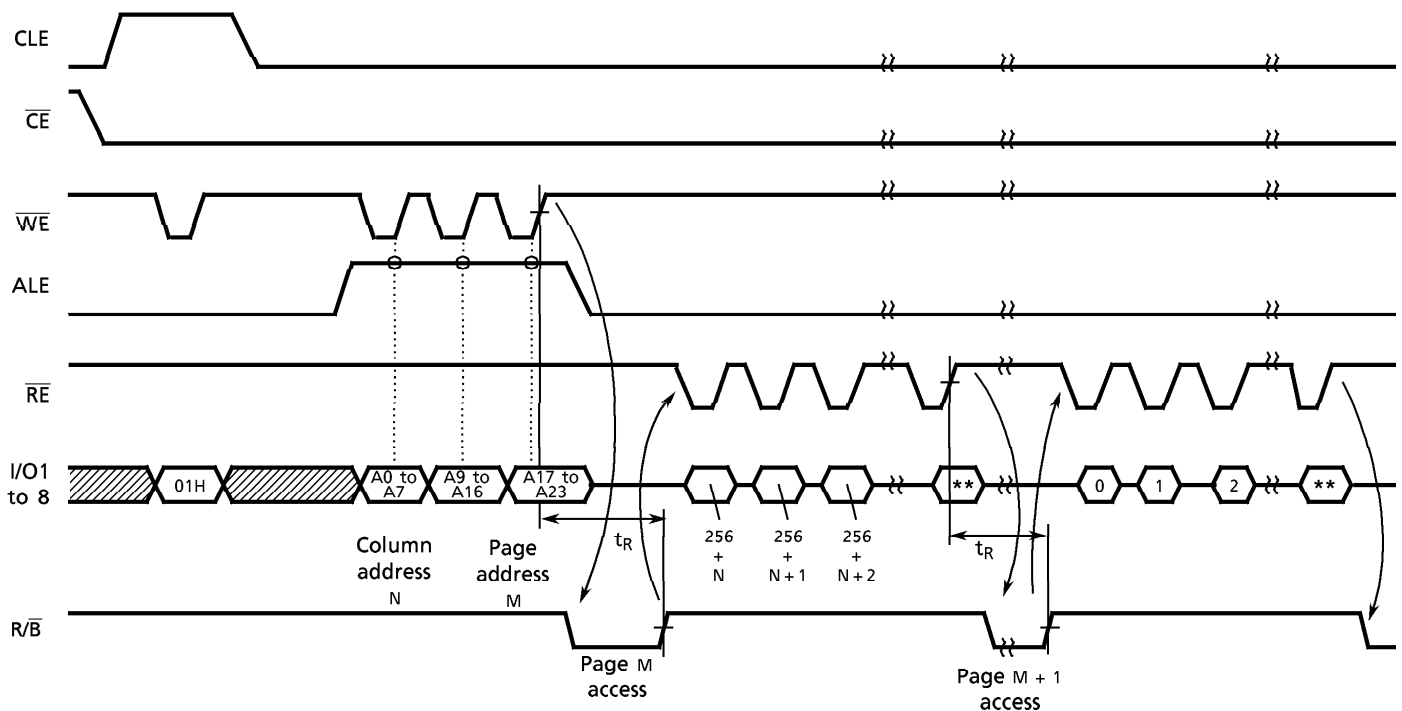 CLE
CE
WE
ALE
RE
I/O1
to 8
01H
A0 to
A7
A9 to
A16
A17 to
A23
**
0
1
2
**
Column
address
N
Page
address
M
tR
256
+
N
256
+
N + 1
256
+
N + 2
tR
R/B
Page M
access
Page M + 1
access